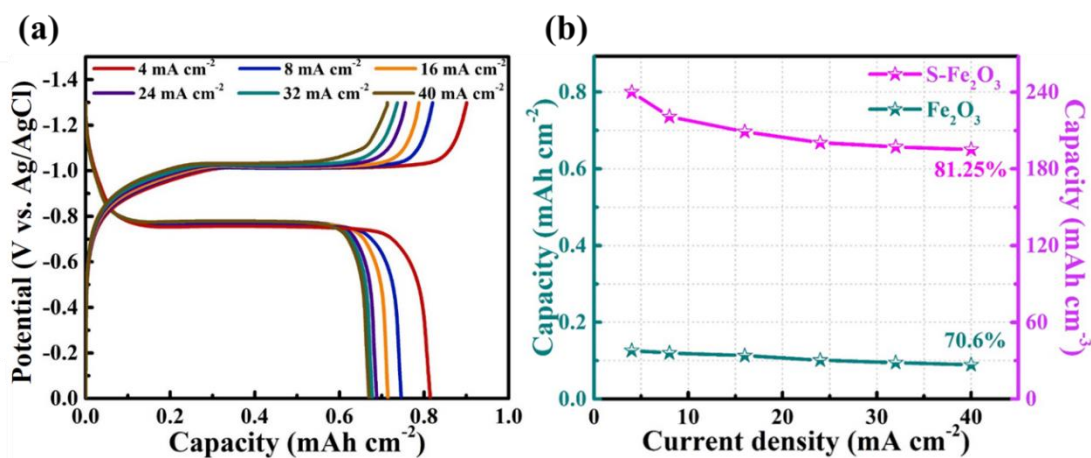 (a)
4 mA cm⁻² 8 mA cm⁻² 16 mA cm⁻²
24 mA cm⁻² 32 mA cm⁻² 40 mA cm⁻²
Potential (V vs. Ag/AgCl)
-1.4
-1.2
-1.0
-0.8
-0.6
-0.4
-0.2
0.0
0.0 0.2 0.4 0.6 0.8 1.0
Capacity (mAh cm⁻²)
(b)
S-Fe₂O₃
Fe₂O₃
Capacity (mAh cm⁻²)
0.8
0.6
0.4
0.2
0.0
81.25%
70.6%
240
180
120
60
0
Capacity (mAh cm⁻³)
0 10 20 30 40
Current density (mA cm⁻²)